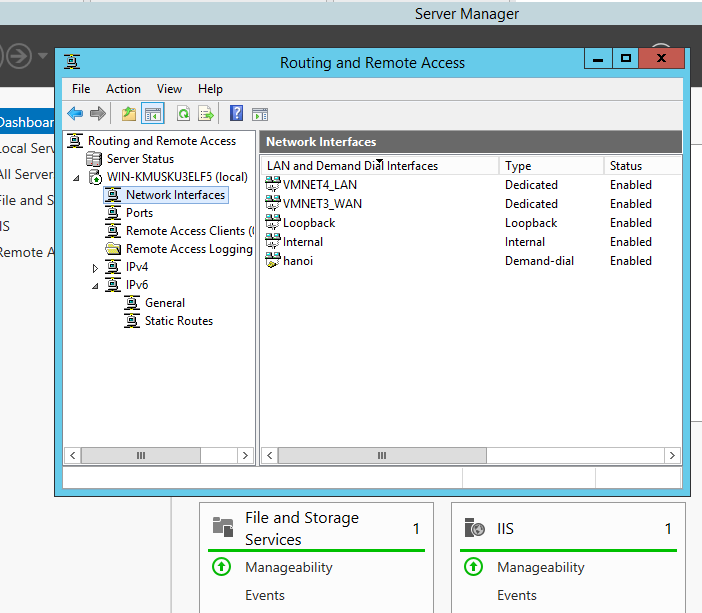 Server Manager
Routing and Remote Access
File Action View Help
Dashboar
Local Serv
All Server
File and S
IIS
Remote A
Routing and Remote Access
Server Status
WIN-KMUSKU3ELF5 (local)
Network Interfaces
Ports
Remote Access Clients (
Remote Access Logging
IPv4
IPv6
General
Static Routes
Network Interfaces
LAN and Demand Dial Interfaces Type Status
VMNET4_LAN Dedicated Enabled
VMNET3_WAN Dedicated Enabled
Loopback Loopback Enabled
Internal Internal Enabled
hanoi Demand-dial Enabled
File and Storage
Services 1
Manageability
Events
IIS 1
Manageability
Events